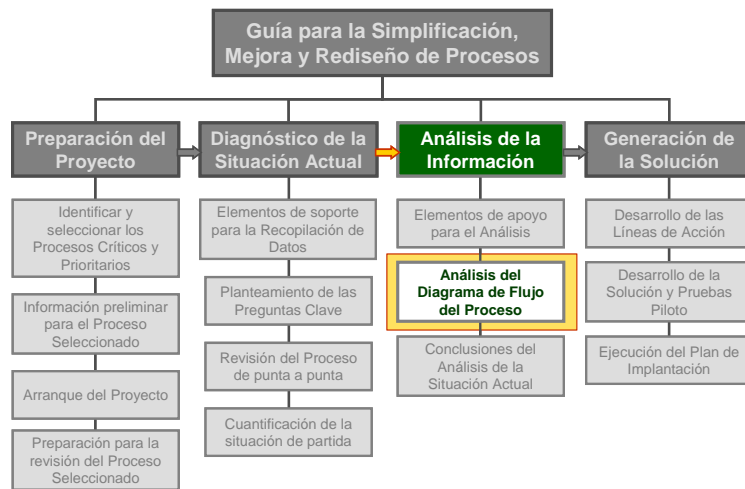 Guía para la Simplificación,
Mejora y Rediseño de Procesos
Preparación del
Proyecto
Identificar y
seleccionar los
Procesos Críticos y
Prioritarios
Información preliminar
para el Proceso
Seleccionado
Arranque del Proyecto
Preparación para la
revisión del Proceso
Seleccionado
Diagnóstico de la
Situación Actual
Elementos de soporte
para la Recopilación de
Datos
Planteamiento de las
Preguntas Clave
Revisión del Proceso
de punta a punta
Cuantificación de la
situación de partida
Análisis de la
Información
Elementos de apoyo
para el Análisis
Análisis del
Diagrama de Flujo
del Proceso
Conclusiones del
Análisis de la
Situación Actual
Generación de
la Solución
Desarrollo de las
Líneas de Acción
Desarrollo de la
Solución y Pruebas
Piloto
Ejecución del Plan de
Implantación